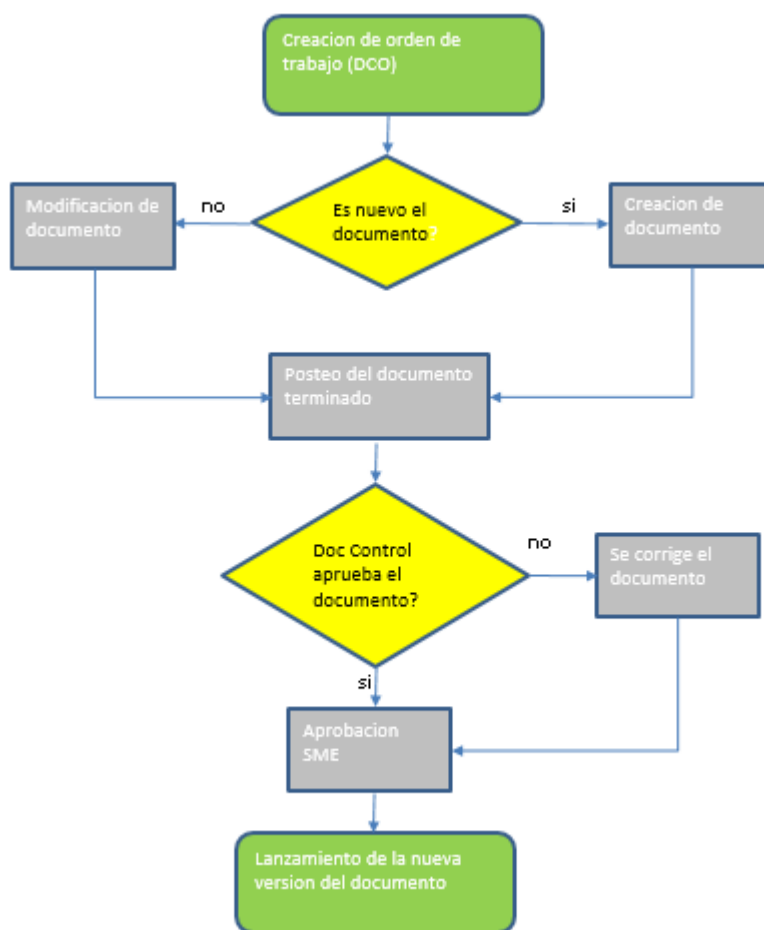 Creacion de orden de
trabajo (DCO)
Modificacion de
documento
no
Es nuevo el
documento?
si
Creacion de
documento
Posteo del documento
terminado
Doc Control
aprueba el
documento?
no
Se corrige el
documento
si
Aprobacion
SME
Lanzamiento de la nueva
version del documento